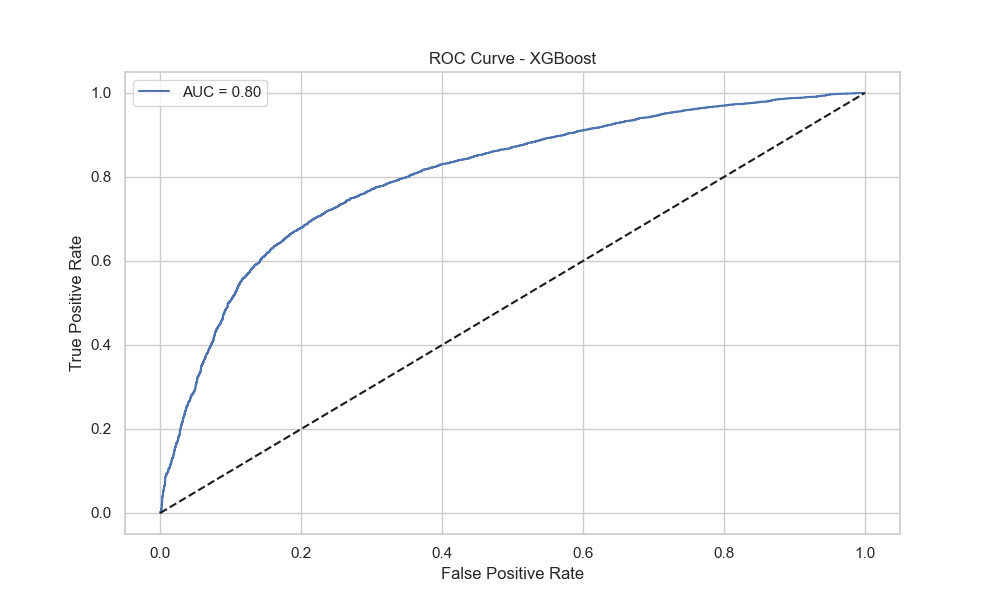 ROC Curve - XGBoost
AUC = 0.80
True Positive Rate
1.0
0.8
0.6
0.4
0.2
0.0
0.0 0.2 0.4 0.6 0.8 1.0
False Positive Rate